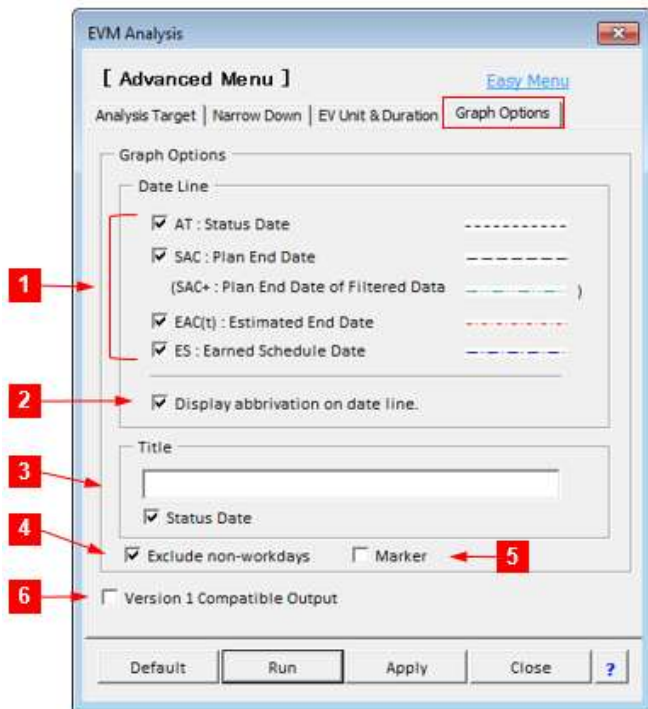 EVM Analysis
[ Advanced Menu ] Easy Menu
Analysis Target Narrow Down EV Unit & Duration Graph Options
Graph Options
Date Line
AT : Status Date
SAC : Plan End Date
1
(SAC+ : Plan End Date of Filtered Data )
EAC(t) : Estimated End Date
ES : Earned Schedule Date
2 Display abbrivation on date line.
Title
3
Status Date
4 Exclude non-workdays Marker 5
6 Version 1 Compatible Output
Default Run Apply Close ?